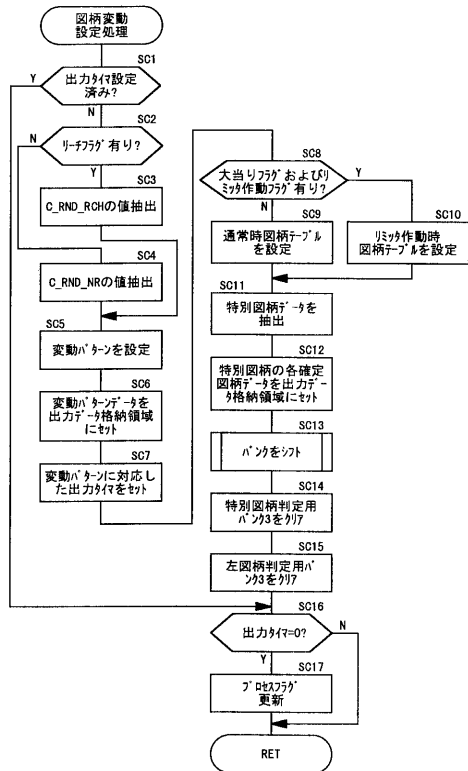 図柄変動
設定処理
SC1
出力タイマ設定
済み?
Y
N
SC2
リーチフラグ有り?
N
Y
SC3
C_RND_RCHの値抽出
SC4
C_RND_NRの値抽出
SC5
変動パターンを設定
SC6
変動パターンデータを
出力データ格納領域
にセット
SC7
変動パターンに対応し
た出力タイマをセット
SC8
大当りフラグおよびリ
ミッタ作動フラグ有り?
Y
N
SC9
通常時図柄テーブル
を設定
SC10
リミッタ作動時
図柄テーブルを設定
SC11
特別図柄データを
抽出
SC12
特別図柄の各確定
図柄データを出力デー
タ格納領域にセット
SC13
バンクをシフト
SC14
特別図柄判定用
バンク3をクリア
SC15
左図柄判定用バ
ンク3をクリア
SC16
出力タイマ=0?
N
Y
SC17
プロセスフラグ
更新
RET